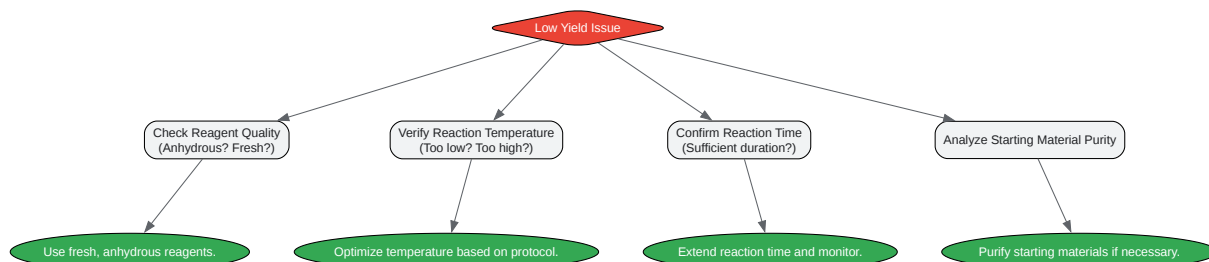 Low Yield Issue
Check Reagent Quality
(Anhydrous? Fresh?)
Verify Reaction Temperature
(Too low? Too high?)
Confirm Reaction Time
(Sufficient duration?)
Analyze Starting Material Purity
Use fresh, anhydrous reagents.
Optimize temperature based on protocol.
Extend reaction time and monitor.
Purify starting materials if necessary.